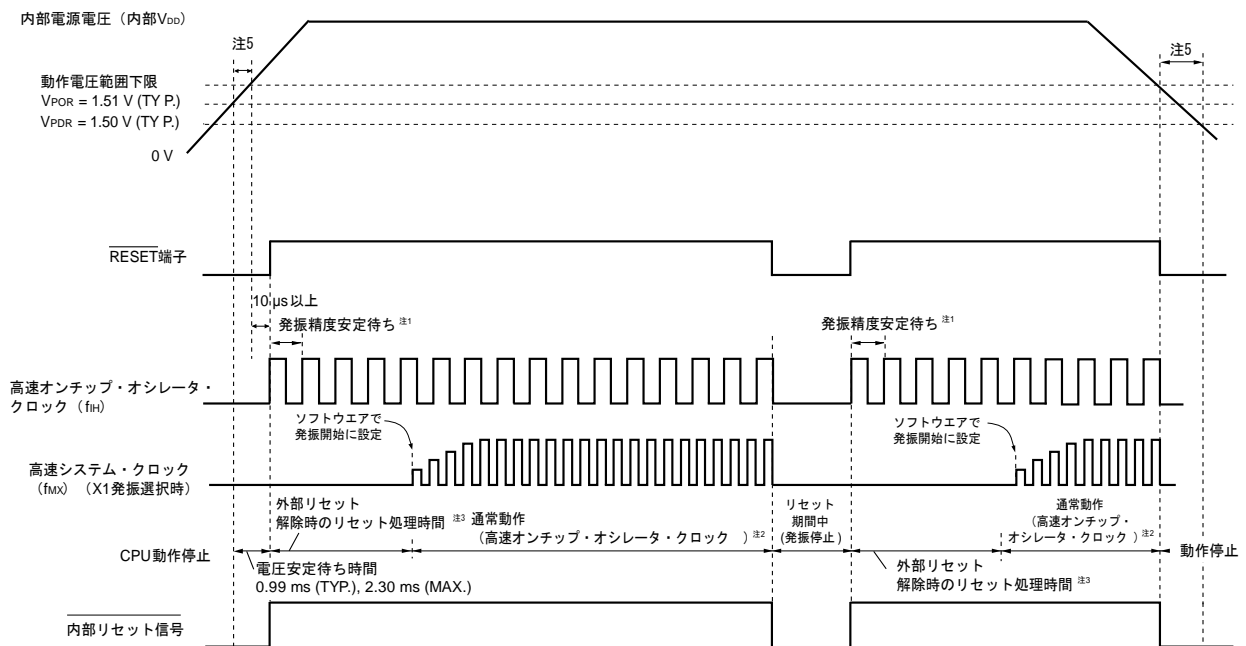 内部電源電圧（内部VDD）
注5
注5
動作電圧範囲下限
VPOR = 1.51 V (TY P.)
VPDR = 1.50 V (TY P.)
0 V
RESET端子
10 μs以上
発振精度安定待ち 注1
発振精度安定待ち 注1
高速オンチップ・オシレータ・
クロック（fIH）
ソフトウエアで
発振開始に設定
ソフトウエアで
発振開始に設定
高速システム・クロック
（fMX）（X1発振選択時）
外部リセット
解除時のリセット処理時間 注3
通常動作
（高速オンチップ・オシレータ・クロック ）注2
リセット
期間中
（発振停止）
通常動作
（高速オンチップ・
オシレータ・クロック ）注2
CPU動作停止
電圧安定待ち時間
0.99 ms (TYP.), 2.30 ms (MAX.)
外部リセット
解除時のリセット処理時間 注3
動作停止
内部リセット信号